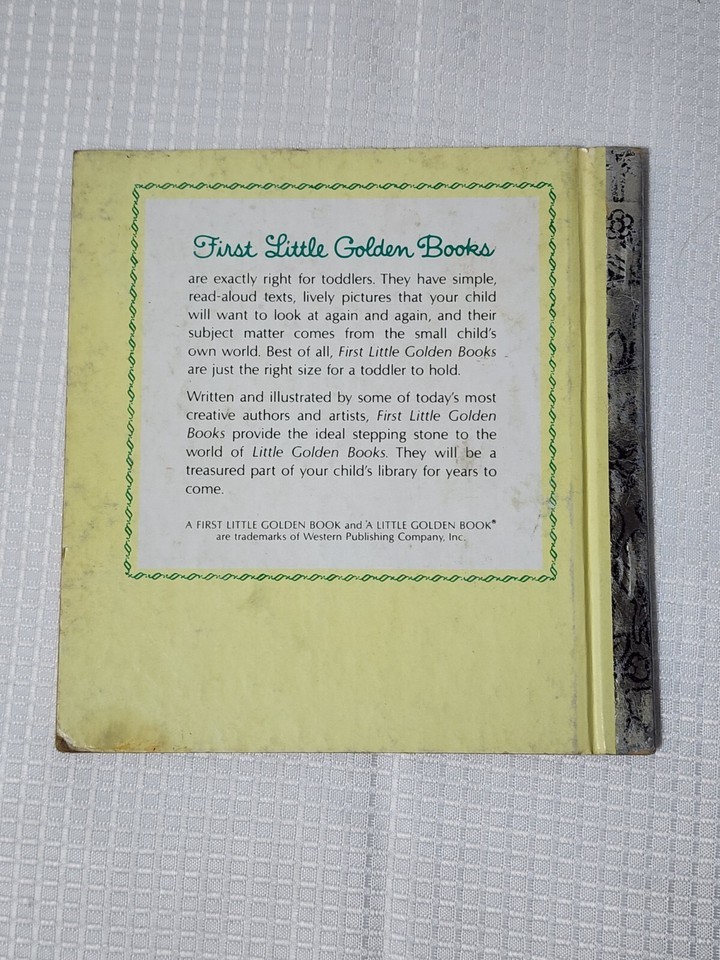 First Little Golden Books
are exactly right for toddlers. They have simple,
read-aloud texts, lively pictures that your child
will want to look at again and again, and their
subject matter comes from the small child's
own world. Best of all, First Little Golden Books
are just the right size for a toddler to hold.
Written and illustrated by some of today's most
creative authors and artists, First Little Golden
Books provide the ideal stepping stone to the
world of Little Golden Books. They will be a
treasured part of your child's library for years to
come.
A FIRST LITTLE GOLDEN BOOK and A LITTLE GOLDEN BOOK®
are trademarks of Western Publishing Company, Inc.